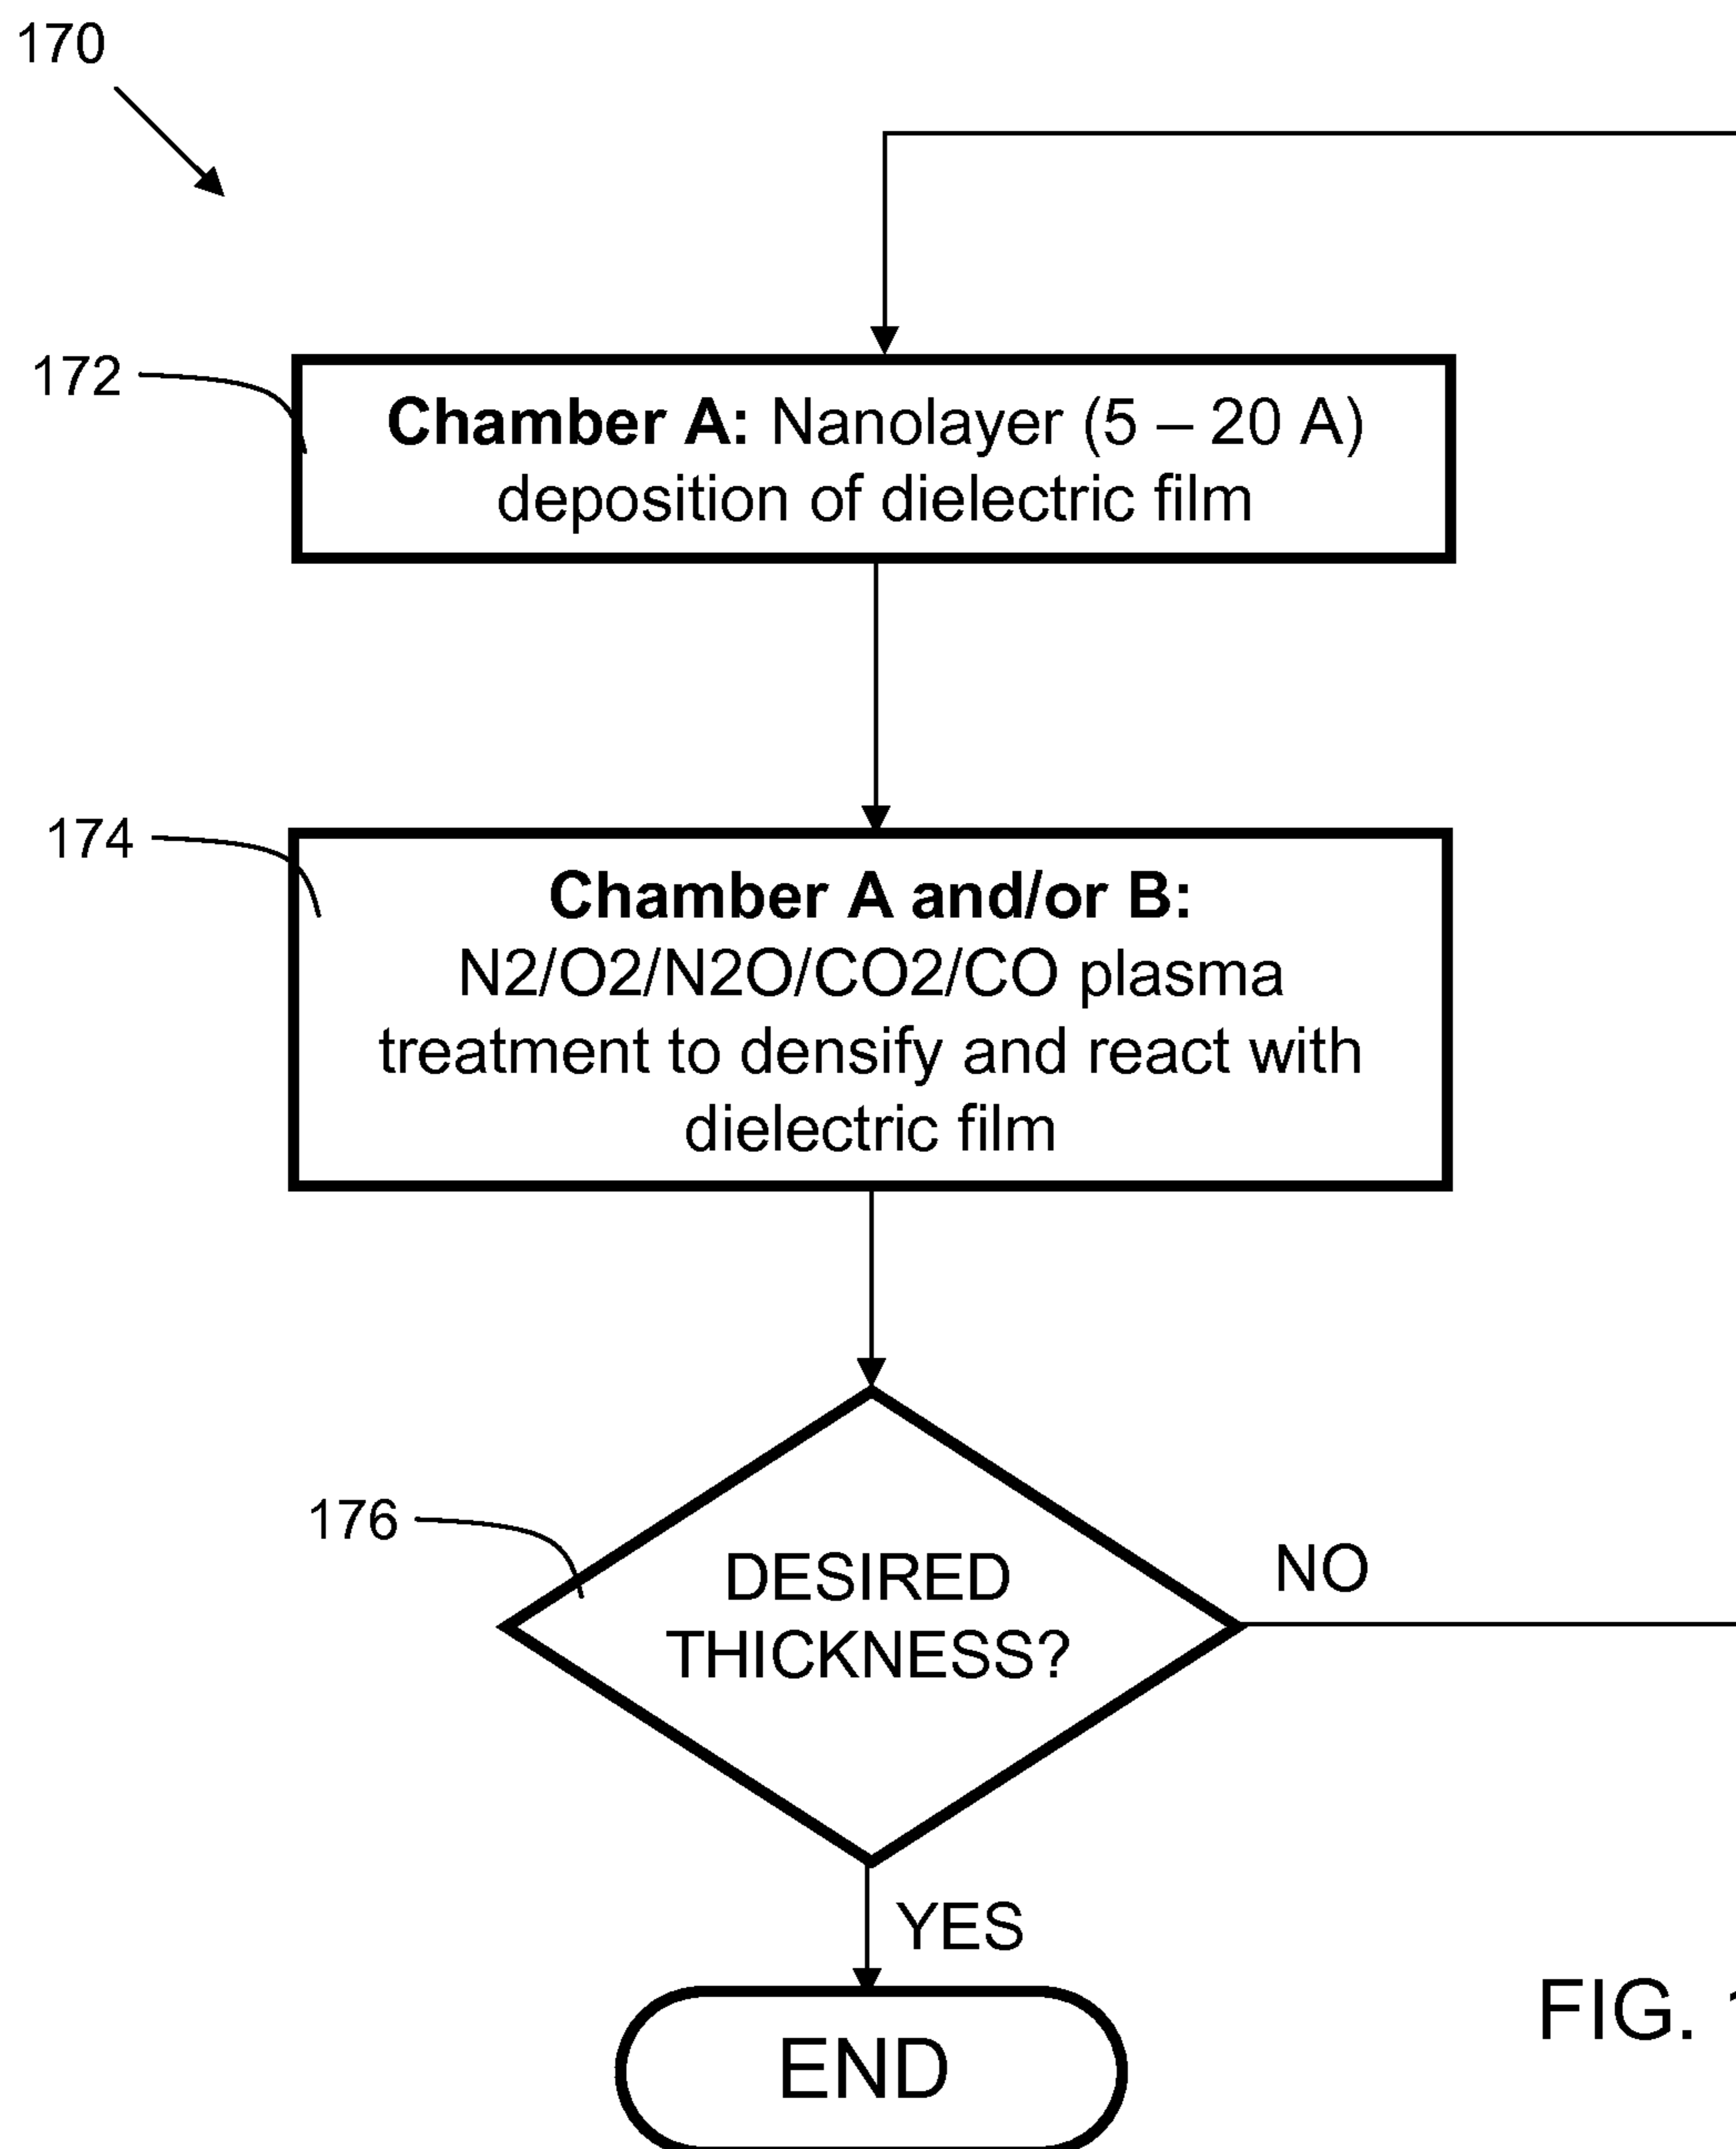 170
172
Chamber A: Nanolayer (5 – 20 A)
deposition of dielectric film
174
Chamber A and/or B:
N2/O2/N2O/CO2/CO plasma
treatment to densify and react with
dielectric film
176
DESIRED
THICKNESS?
NO
YES
END
FIG.